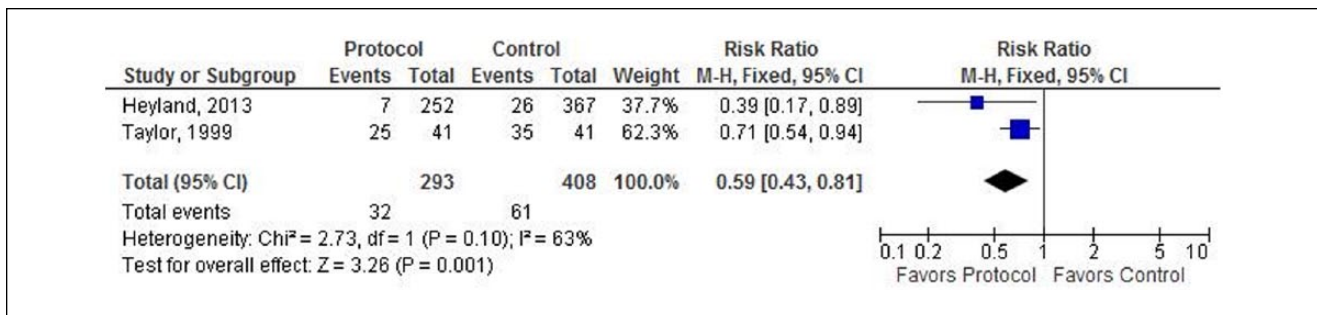 Protocol Control Risk Ratio Risk Ratio
Study or Subgroup Events Total Events Total Weight M-H, Fixed, 95% CI M-H, Fixed, 95% CI
Heyland, 2013 7 252 26 367 37.7% 0.39 [0.17, 0.89]
Taylor, 1999 25 41 35 41 62.3% 0.71 [0.54, 0.94]
Total (95% CI) 293 408 100.0% 0.59 [0.43, 0.81]
Total events 32 61
Heterogeneity: Chi² = 2.73, df = 1 (P = 0.10); I² = 63%
Test for overall effect: Z = 3.26 (P = 0.001)
0.1 0.2 0.5 1 2 5 10
Favors Protocol Favors Control